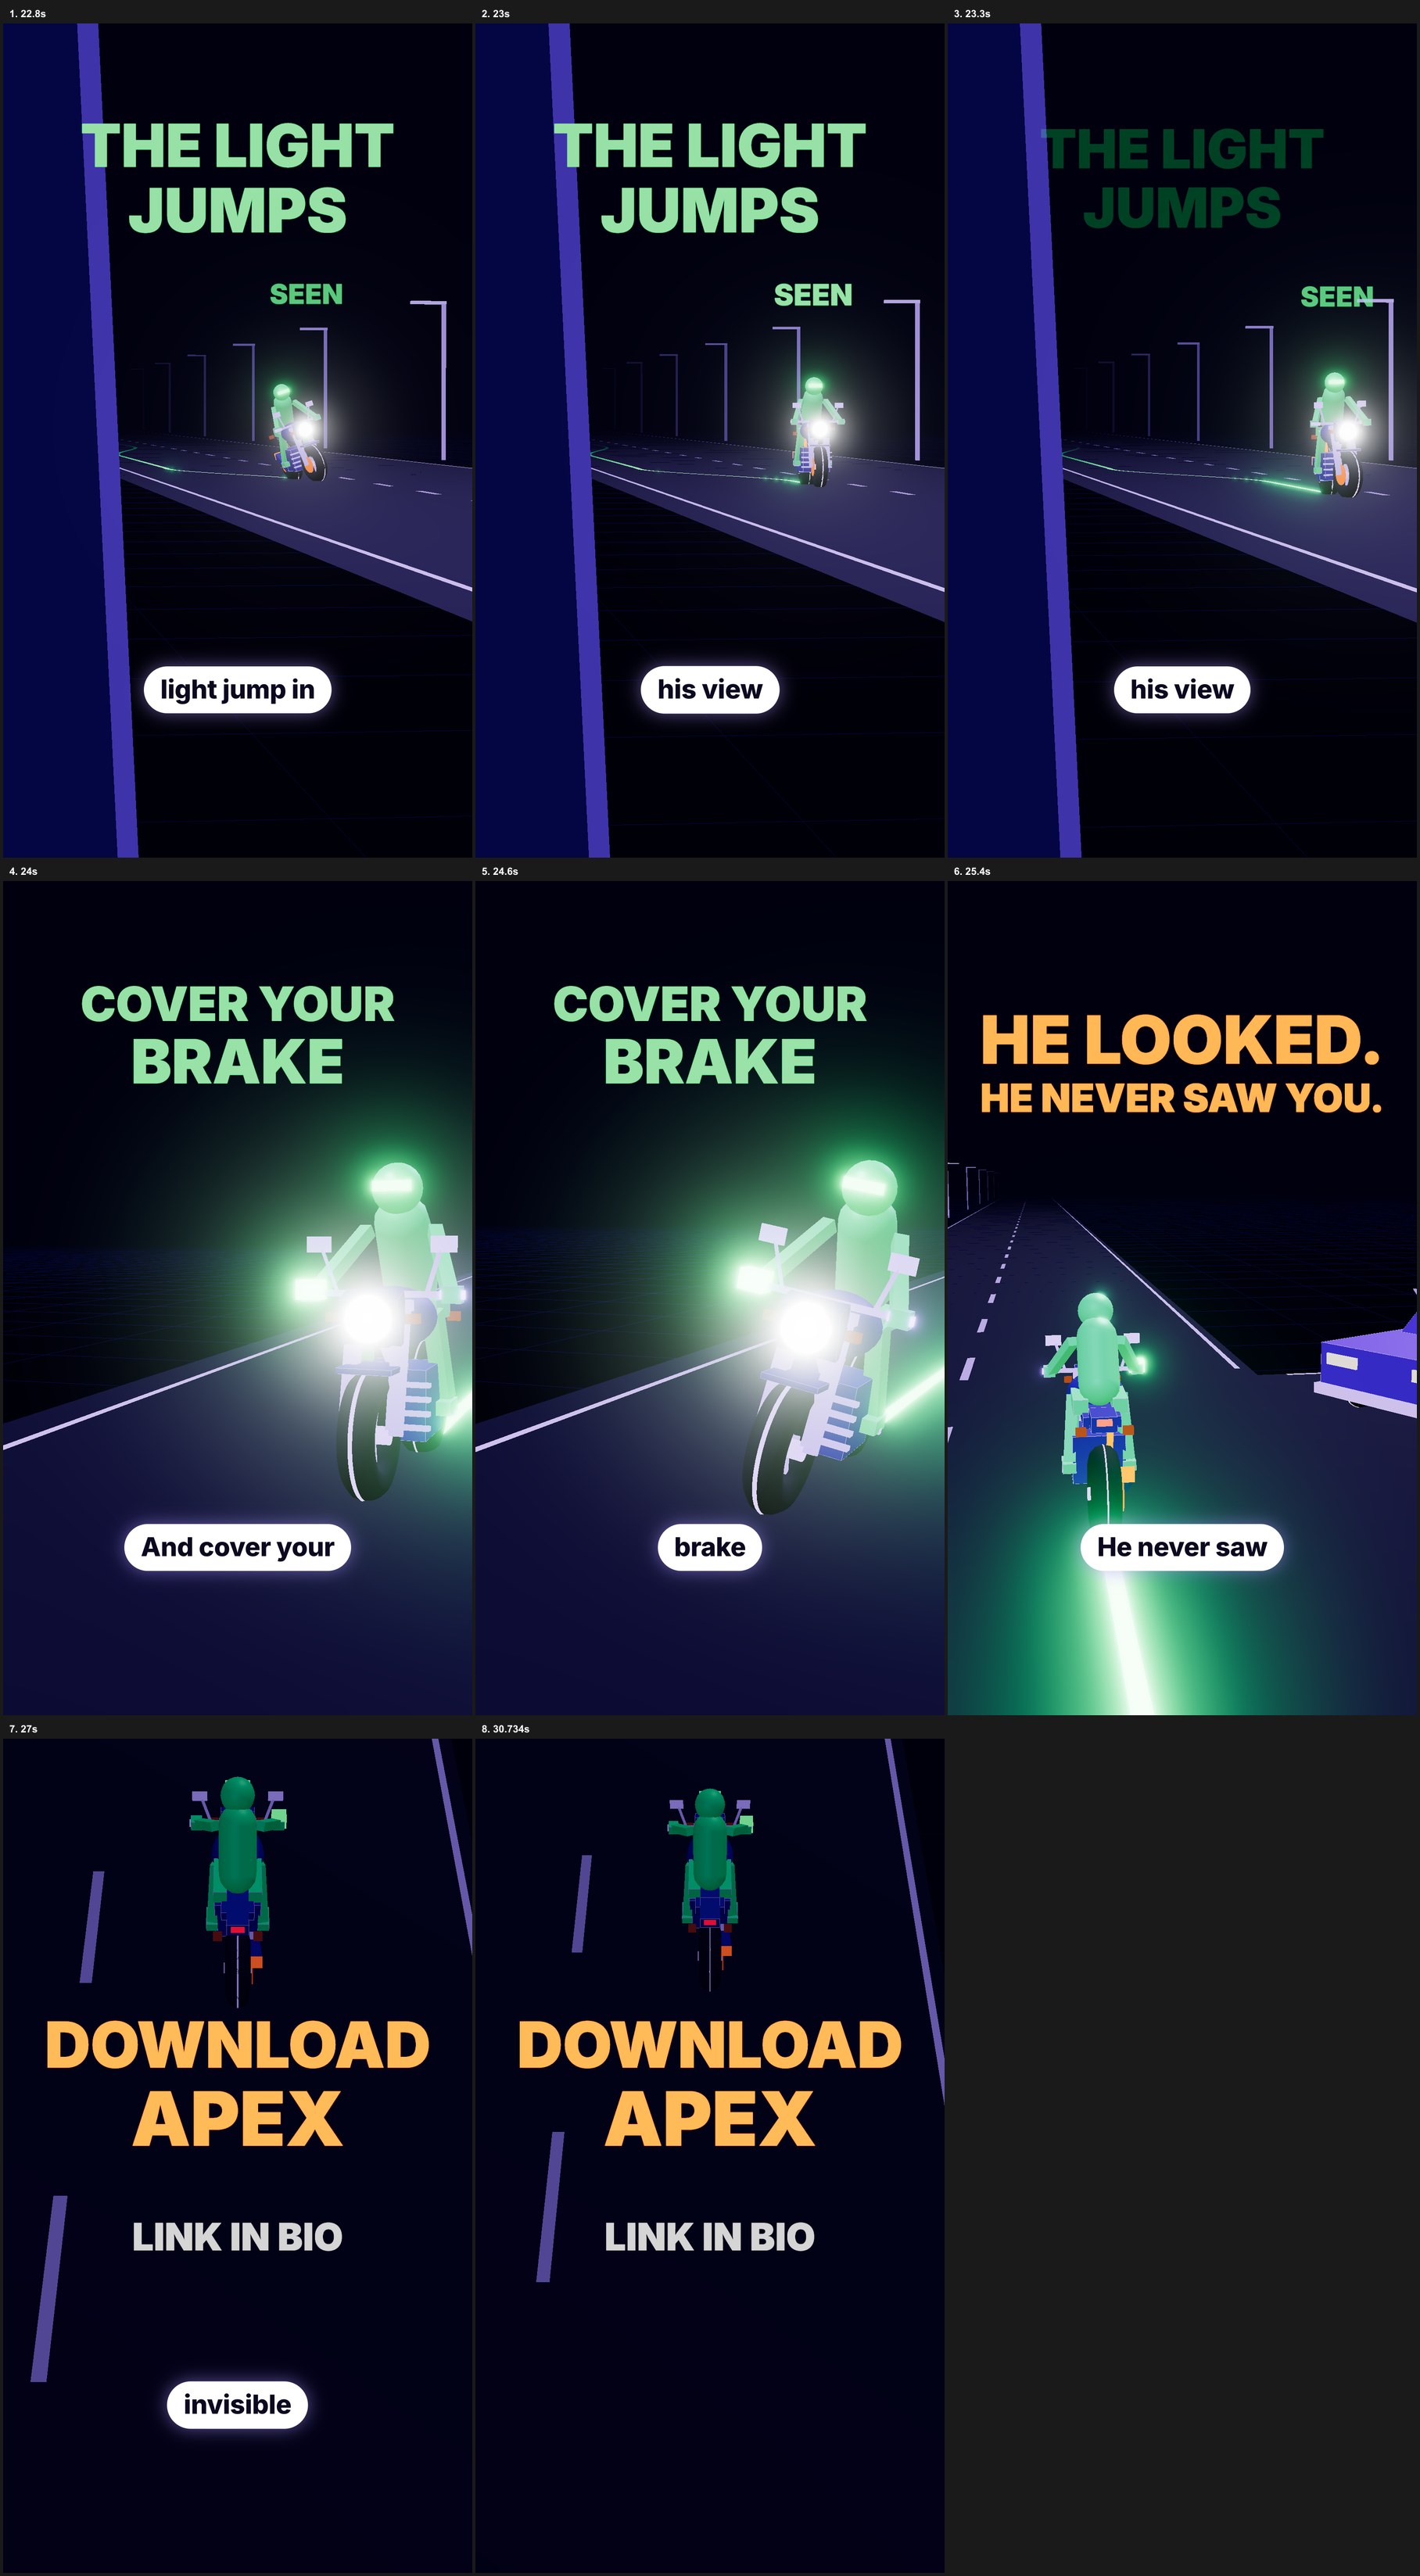 1. 22.8s
THE LIGHT
JUMPS
SEEN
light jump in
2. 23s
THE LIGHT
JUMPS
SEEN
his view
3. 23.3s
THE LIGHT
JUMPS
SEEN
his view
4. 24s
COVER YOUR
BRAKE
And cover your
5. 24.6s
COVER YOUR
BRAKE
brake
6. 25.4s
HE LOOKED.
HE NEVER SAW YOU.
He never saw
7. 27s
DOWNLOAD
APEX
LINK IN BIO
invisible
8. 30.734s
DOWNLOAD
APEX
LINK IN BIO